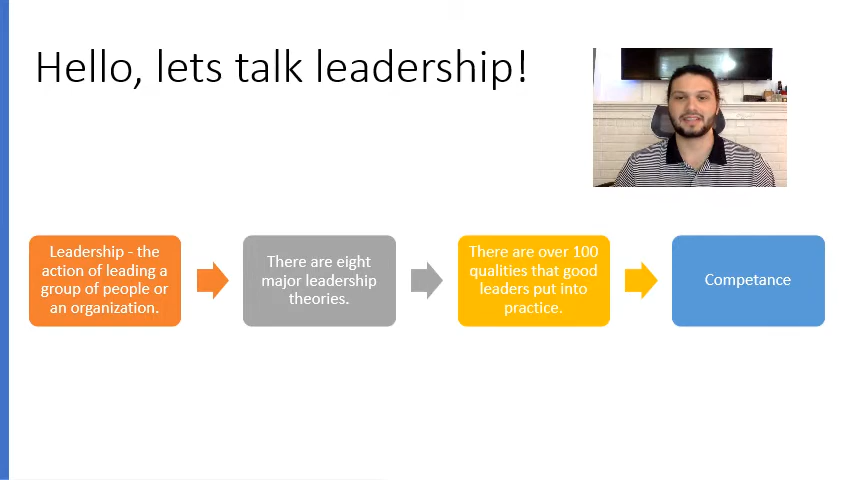 Hello, lets talk leadership!
Leadership - the
action of leading a
group of people or
an organization.
There are eight
major leadership
theories.
There are over 100
qualities that good
leaders put into
practice.
Competance